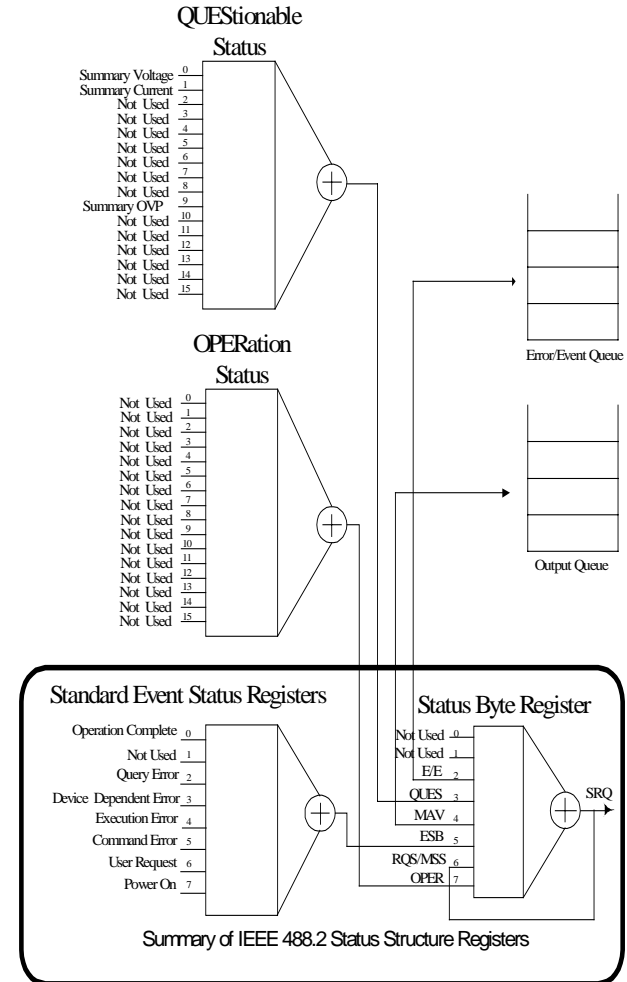 QUEStionable
Status
Summary Voltage 0
Summary Current 1
Not Used 2
Not Used 3
Not Used 4
Not Used 5
Not Used 6
Not Used 7
Not Used 8
Summary OVP 9
Not Used 10
Not Used 11
Not Used 12
Not Used 13
Not Used 14
Not Used 15
Error/Event Queue
OPERation
Status
Not Used 0
Not Used 1
Not Used 2
Not Used 3
Not Used 4
Not Used 5
Not Used 6
Not Used 7
Not Used 8
Not Used 9
Not Used 10
Not Used 11
Not Used 12
Not Used 13
Not Used 14
Not Used 15
Output Queue
Standard Event Status Registers
Operation Complete 0
Not Used 1
Query Error 2
Device Dependent Error 3
Execution Error 4
Command Error 5
User Request 6
Power On 7
Status Byte Register
Not Used 0
Not Used 1
E/E 2
QUES 3
MAV 4
ESB 5
RQS/MSS 6
OPER 7
SRQ
Summary of IEEE 488.2 Status Structure Registers